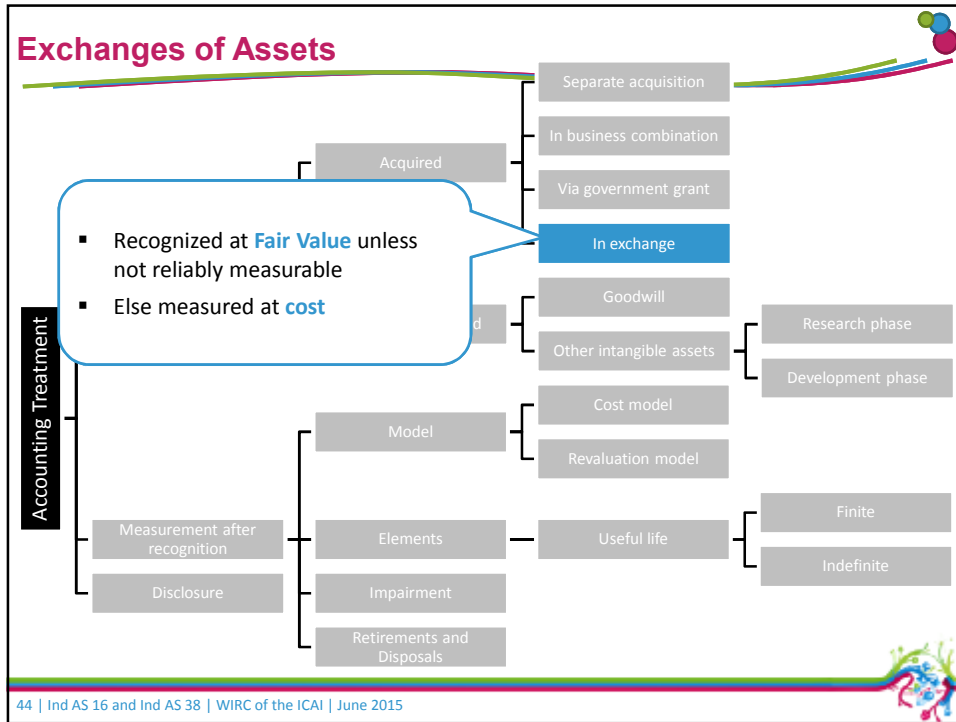 Exchanges of Assets
Separate acquisition
In business combination
Acquired
Via government grant
▪ Recognized at Fair Value unless
not reliably measurable
▪ Else measured at cost
In exchange
Goodwill
d
Other intangible assets
Research phase
Development phase
Accounting Treatment
Cost model
Model
Revaluation model
Measurement after
recognition
Elements
Useful life
Finite
Indefinite
Disclosure
Impairment
Retirements and
Disposals
44 | Ind AS 16 and Ind AS 38 | WIRC of the ICAI | June 2015